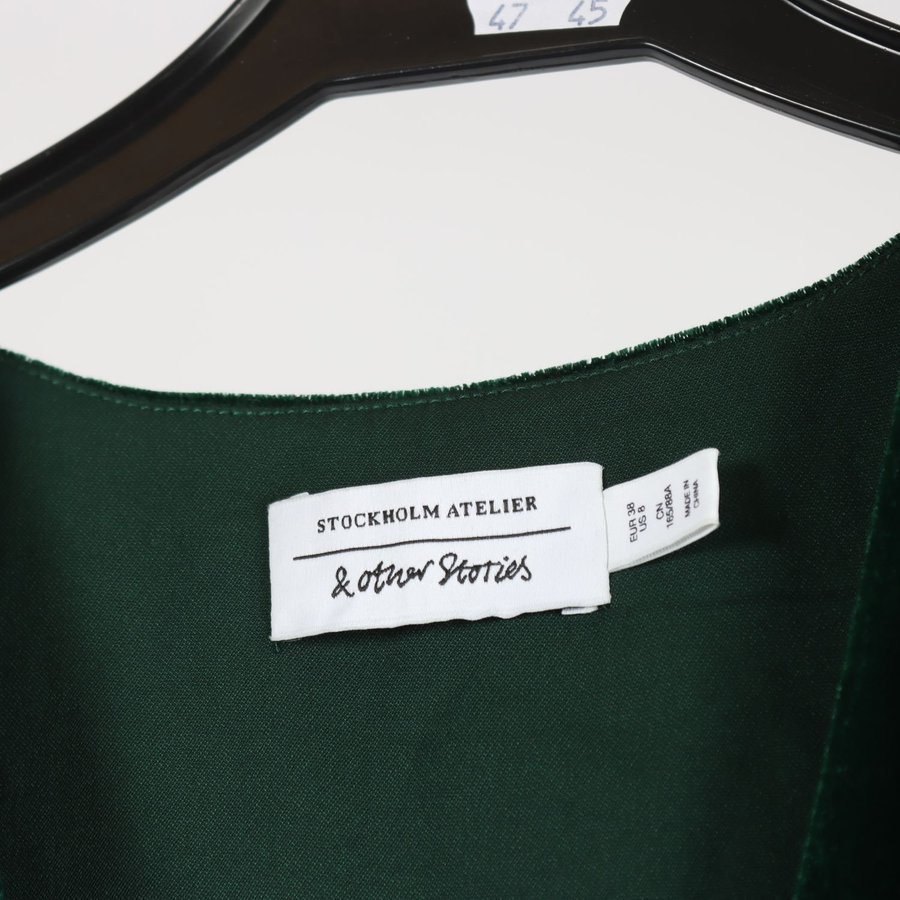 47 45
STOCKHOLM ATELIER
& other Stories
EUR 38
US 8
CN
165/88A
MADE IN
CHINA